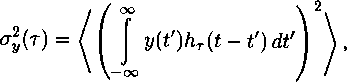 σ_y^2(τ) = ⟨ ( ∫_{-∞}^{∞} y(t′)h_τ(t − t′) dt′ )^2 ⟩,